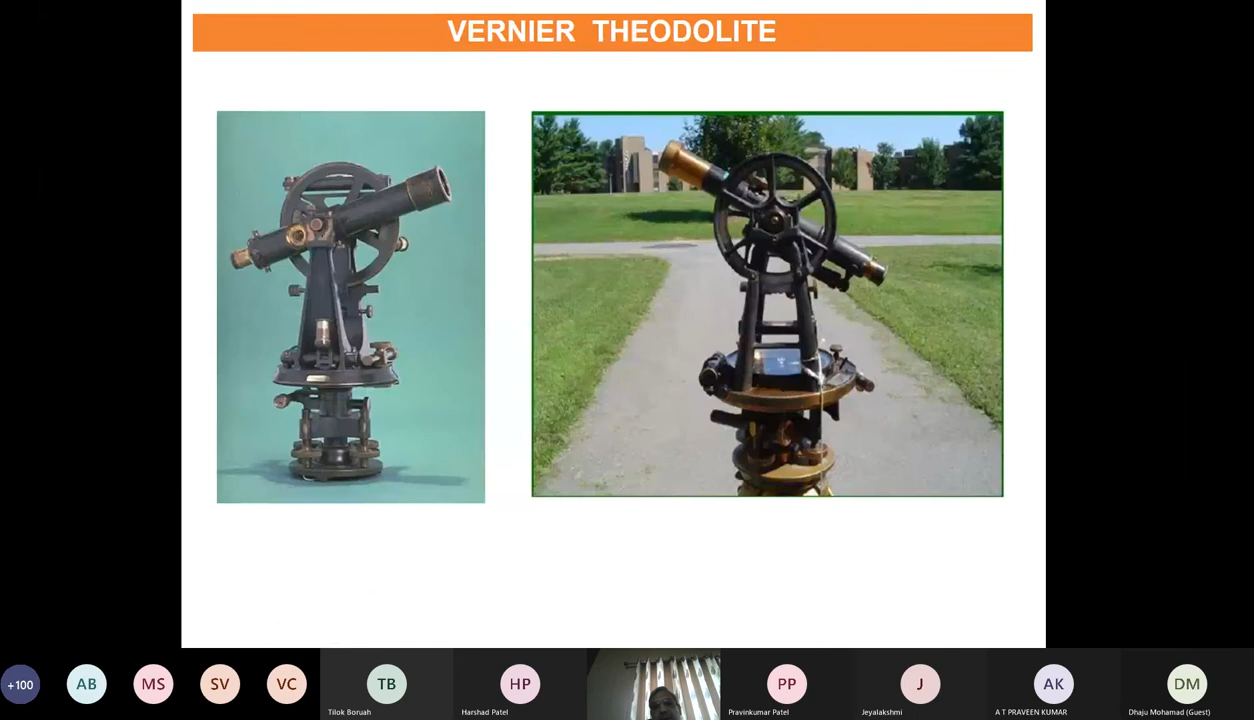 VERNIER THEODOLITE
+100
AB
MS
SV
VC
TB
HP
PP
J
AK
DM
Tilok Boruah
Harshad Patel
Pravinkumar Patel
Jeyalakshmi
A T PRAVEEN KUMAR
Dhaju Mohamad (Guest)